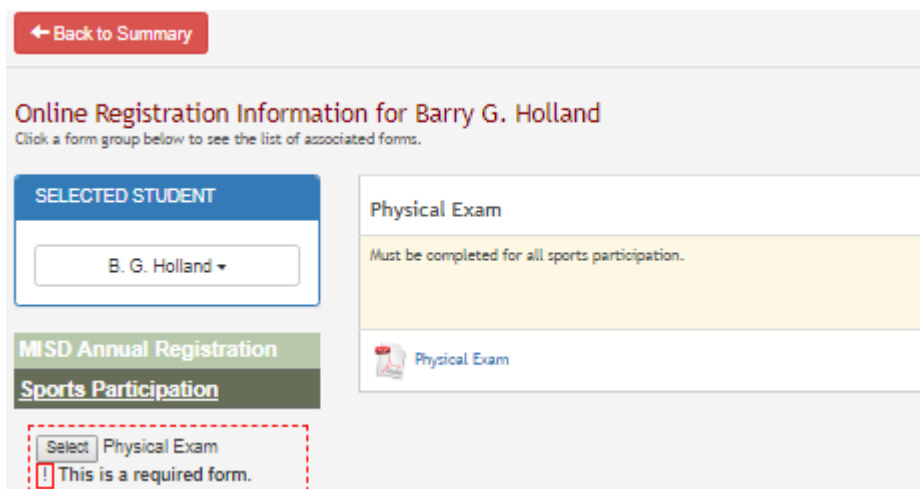 Back to Summary
Online Registration Information for Barry G. Holland
Click a form group below to see the list of associated forms.
SELECTED STUDENT
B. G. Holland
MISD Annual Registration
Sports Participation
Select Physical Exam
! This is a required form.
Physical Exam
Must be completed for all sports participation.
Physical Exam